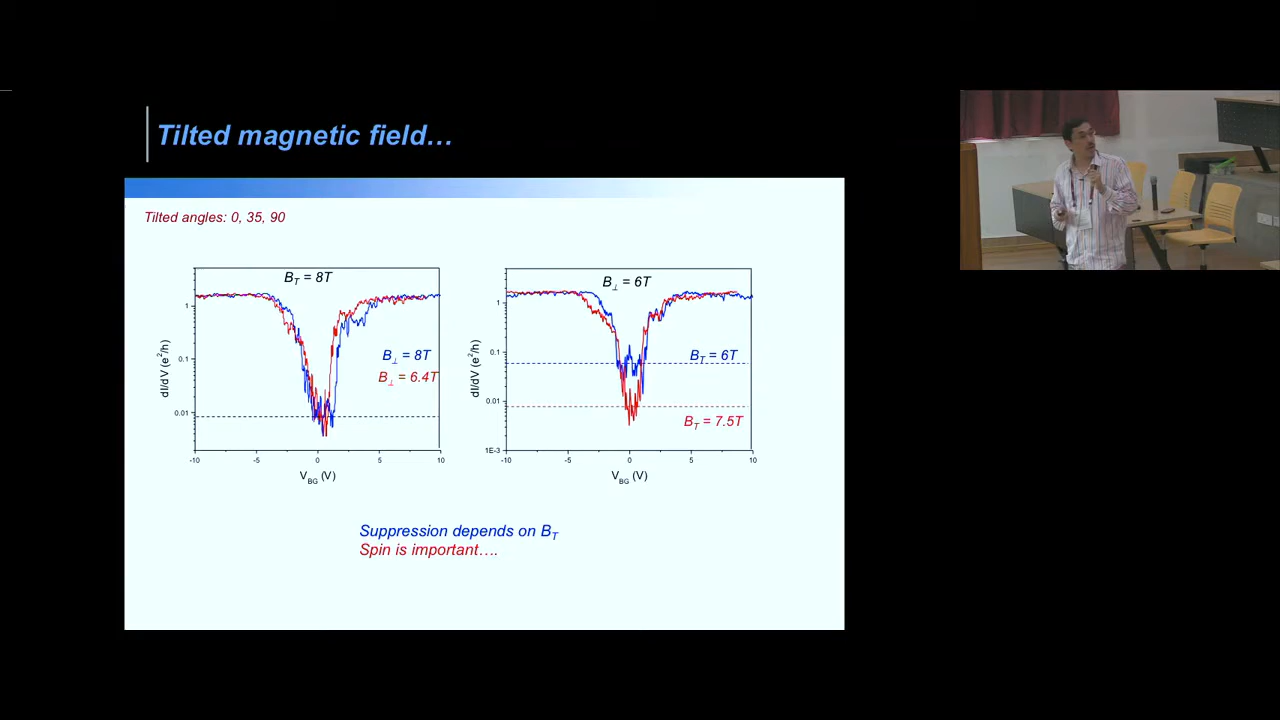 Tilted magnetic field…
Tilted angles: 0, 35, 90
B_T = 8T
B_⊥ = 8T
B_⊥ = 6.4T
dI/dV (e²/h)
1
0.1
0.01
-10 -5 0 5 10
V_BG (V)
B_⊥ = 6T
B_T = 6T
B_T = 7.5T
dI/dV (e²/h)
1
0.1
0.01
1E-3
-10 -5 0 5 10
V_BG (V)
Suppression depends on B_T
Spin is important….